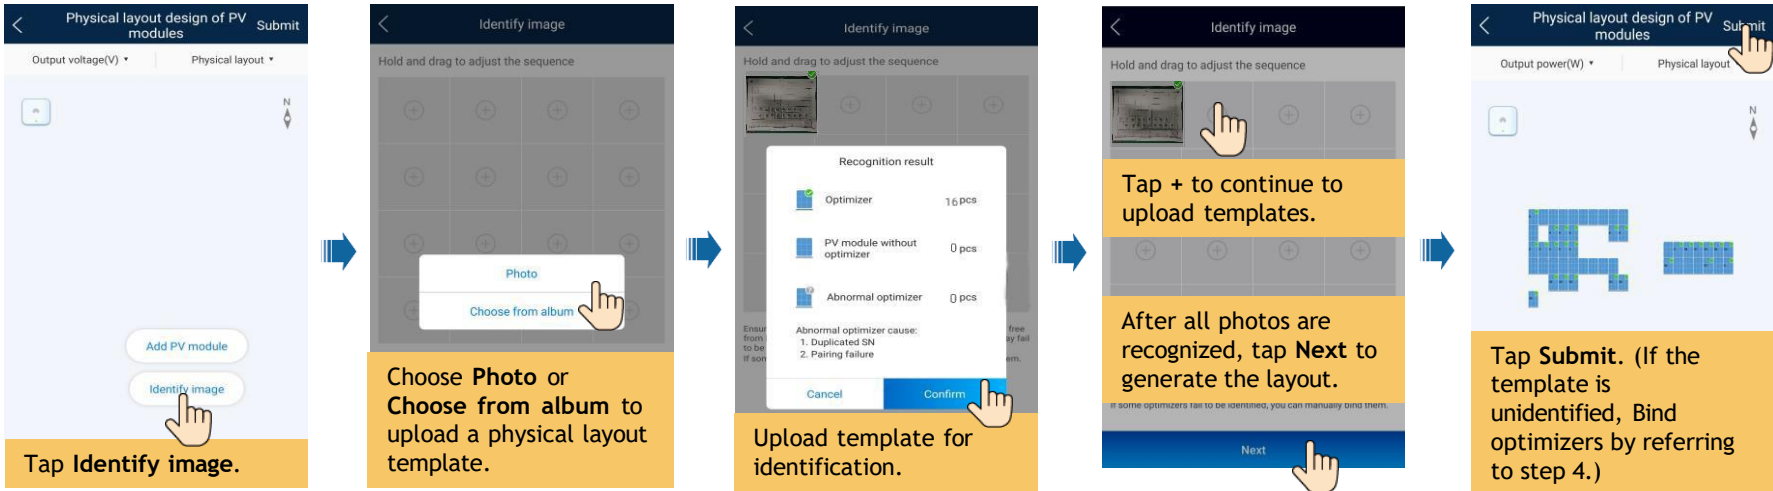 Physical layout design of PV modules
Submit
Output voltage(V)
Physical layout
N
Add PV module
Identify image
Tap Identify image.
Identify image
Hold and drag to adjust the sequence
Photo
Choose from album
Choose Photo or
Choose from album to
upload a physical layout
template.
Identify image
Hold and drag to adjust the sequence
Recognition result
Optimizer 16 pcs
PV module without
optimizer 0 pcs
Abnormal optimizer 0 pcs
Abnormal optimizer cause:
1. Duplicated SN
2. Pairing failure
free
from
to be
Cancel
Confirm
Upload template for
identification.
Identify image
Hold and drag to adjust the sequence
Tap + to continue to
upload templates.
After all photos are
recognized, tap Next to
generate the layout.
If some optimizers fail to be identified, you can manually bind them.
Next
Physical layout design of PV
modules
Submit
Output power(W)
Physical layout
N
Tap Submit. (If the
template is
unidentified, Bind
optimizers by referring
to step 4.)